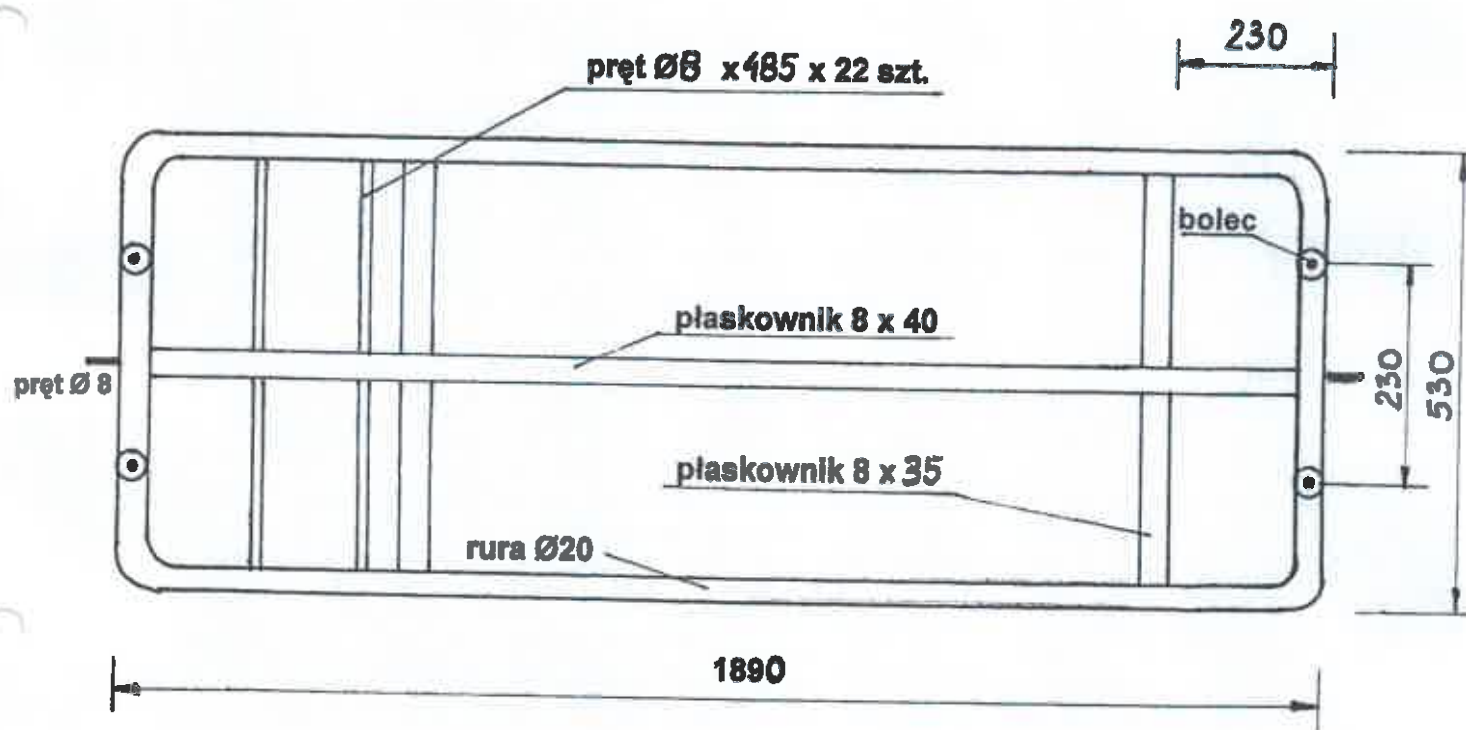 230
pręt Ø8 x 485 x 22 szt.
bolec
płaskownik 8 x 40
pręt Ø 8
230
530
płaskownik 8 x 35
rura Ø20
1890